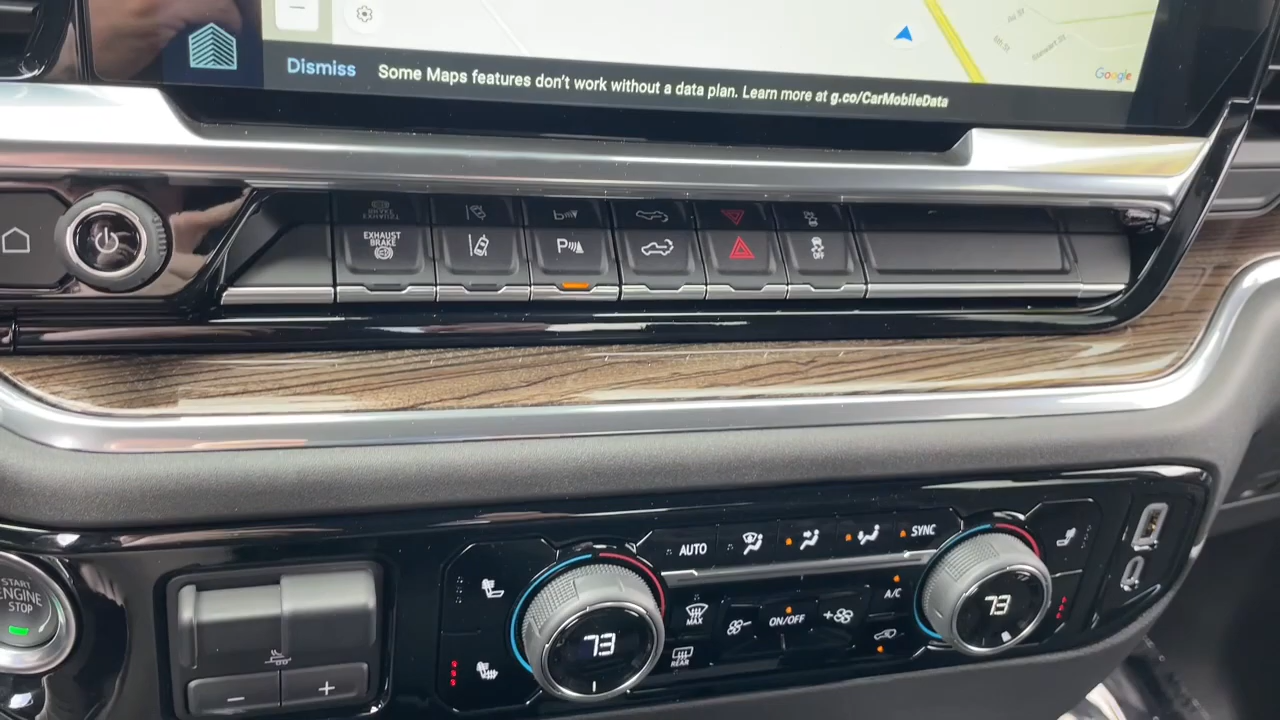 Dismiss Some Maps features don't work without a data plan. Learn more at g.co/CarMobileData
Google
EXHAUST
BRAKE
P
OFF
START
ENGINE
STOP
AUTO
SYNC
73
MAX
ON/OFF
A/C
REAR
73
- +